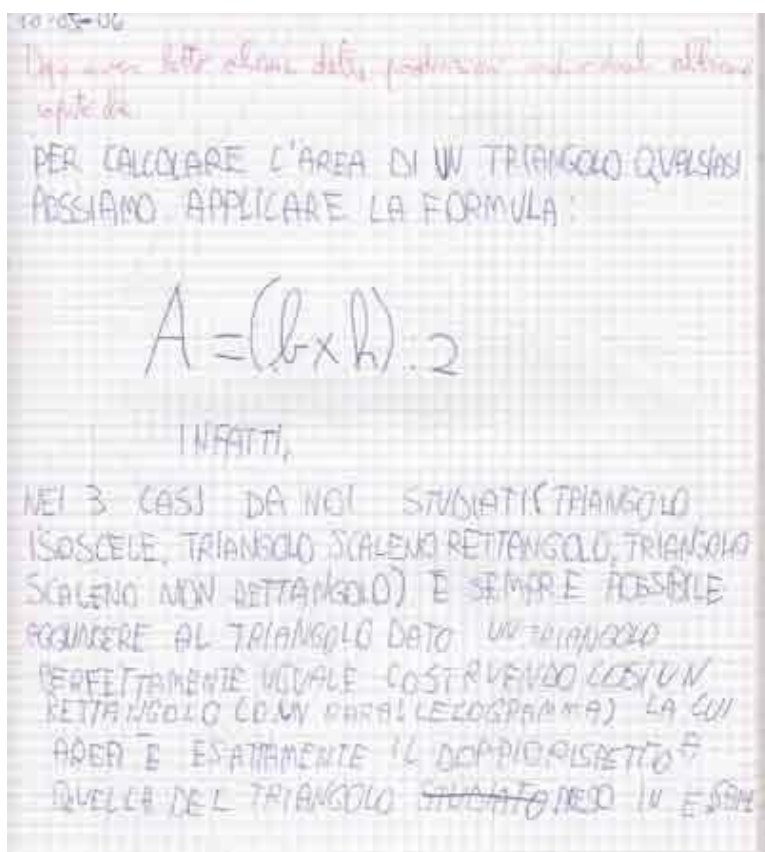 10-05-06
Dopo aver letto alcune delle produzioni individuali abbiamo
capito che
PER CALCOLARE L'AREA DI UN TRIANGOLO QUALSIASI
POSSIAMO APPLICARE LA FORMULA:
A = (b x h) : 2
INFATTI,
NEI 3 CASI DA NOI STUDIATI (TRIANGOLO
ISOSCELE, TRIANGOLO SCALENO RETTANGOLO, TRIANGOLO
SCALENO NON RETTANGOLO) È SEMPRE POSSIBILE
AGGIUNGERE AL TRIANGOLO DATO UN TRIANGOLO
PERFETTAMENTE UGUALE COSTRUENDO COSÌ UN
RETTANGOLO (O UN PARALLELOGRAMMA) LA CUI
AREA È ESATTAMENTE IL DOPPIO RISPETTO A
QUELLA DEL TRIANGOLO STUDIATO PRESO IN ESAM